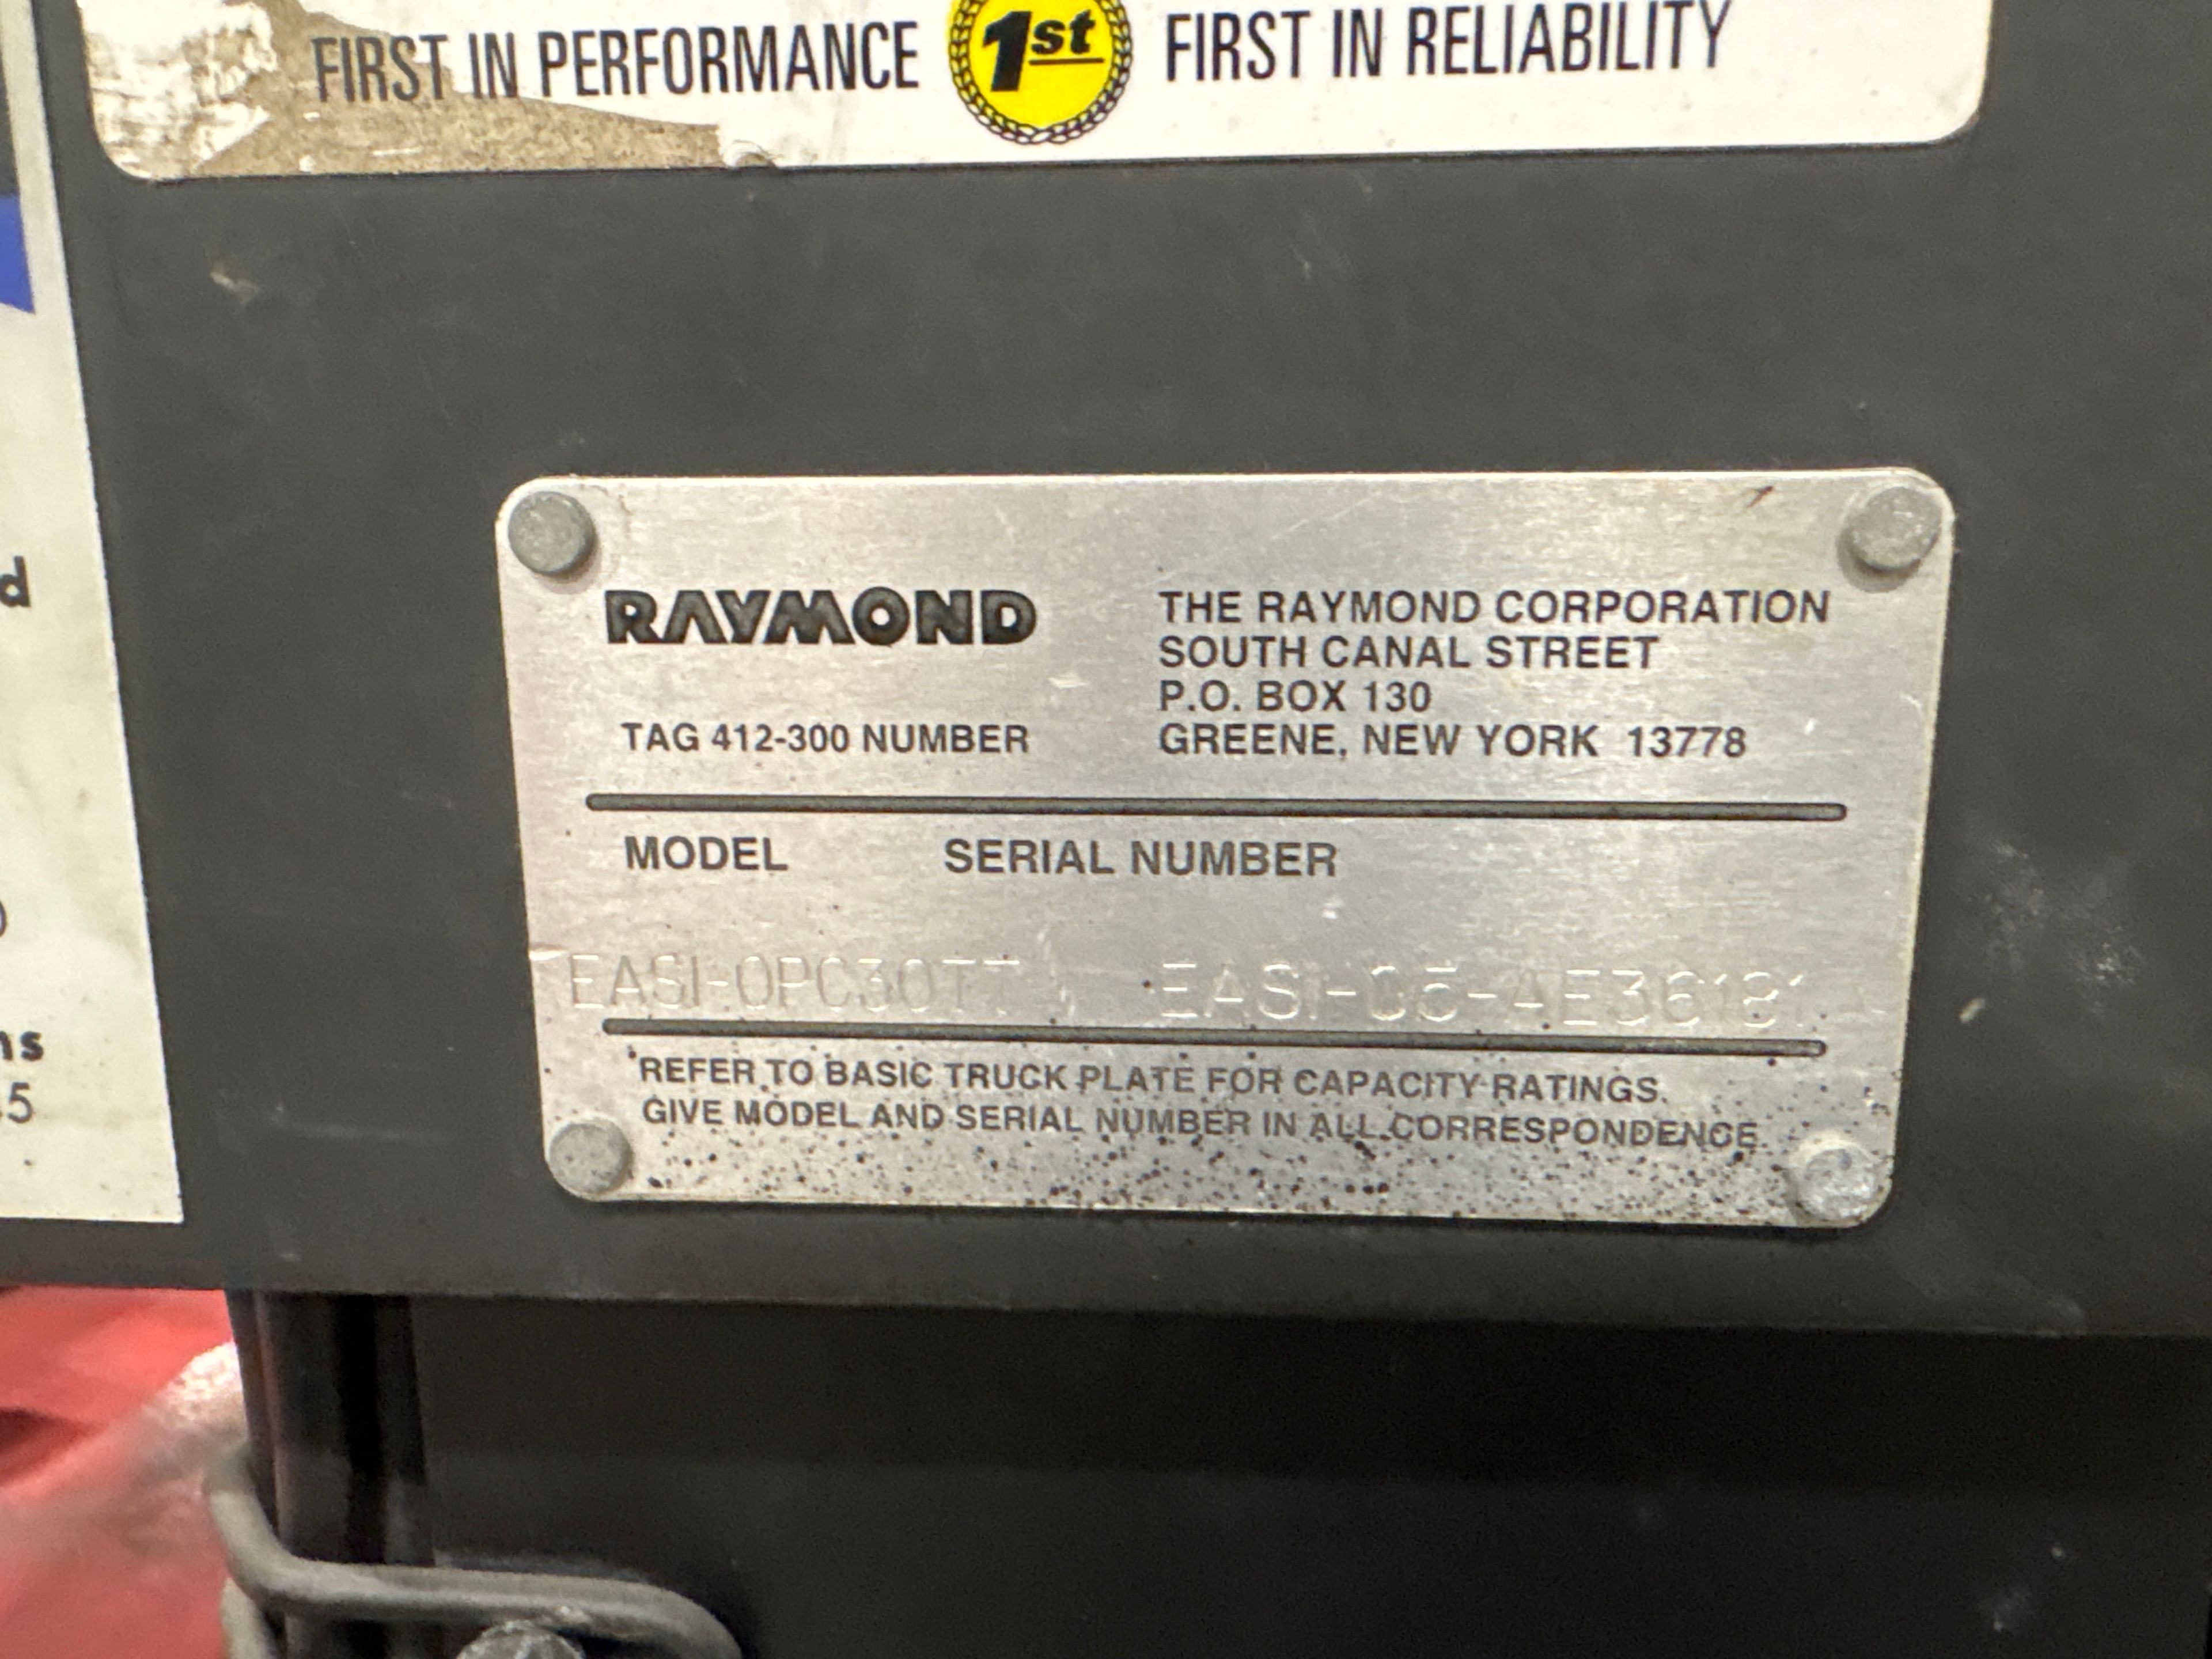 FIRST IN PERFORMANCE 1st FIRST IN RELIABILITY
d
ns
5
RAYMOND
TAG 412-300 NUMBER
THE RAYMOND CORPORATION
SOUTH CANAL STREET
P.O. BOX 130
GREENE, NEW YORK 13778
MODEL SERIAL NUMBER
EASI-OPC30TT EASI-05-AE36181
REFER TO BASIC TRUCK PLATE FOR CAPACITY RATINGS.
GIVE MODEL AND SERIAL NUMBER IN ALL CORRESPONDENCE.